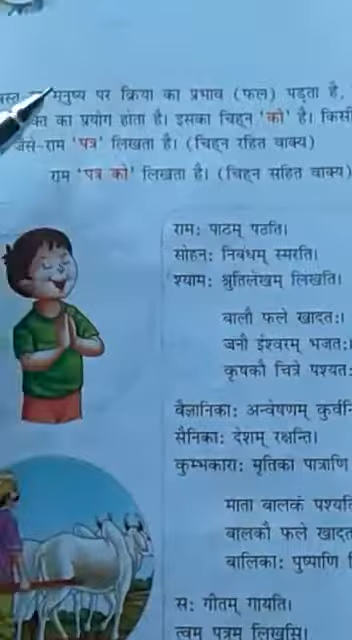 मनुष्य पर क्रिया का प्रभाव (फल) पड़ता है,
का प्रयोग होता है। इसका चिह्न 'को' है। किसी
जैसे-राम 'पत्र' लिखता है। (चिह्न रहित वाक्य)
राम 'पत्र को' लिखता है। (चिह्न सहित वाक्य)
रामः पाठम् पठति।
सोहनः निबंधम् स्मरति।
श्यामः श्रुतिलेखम् लिखति।
बालौ फले खादतः।
जनौ ईश्वरम् भजतः।
कृषकौ चित्रे पश्यतः
वैज्ञानिकाः अन्वेषणम् कुर्वन्ति
सैनिकाः देशम् रक्षन्ति।
कुम्भकाराः मृतिका पात्राणि
माता बालकं पश्यति
बालकौ फले खादत
बालिकाः पुष्पाणि
सः गीतम् गायति।
त्वम् पत्रम् लिखसि।